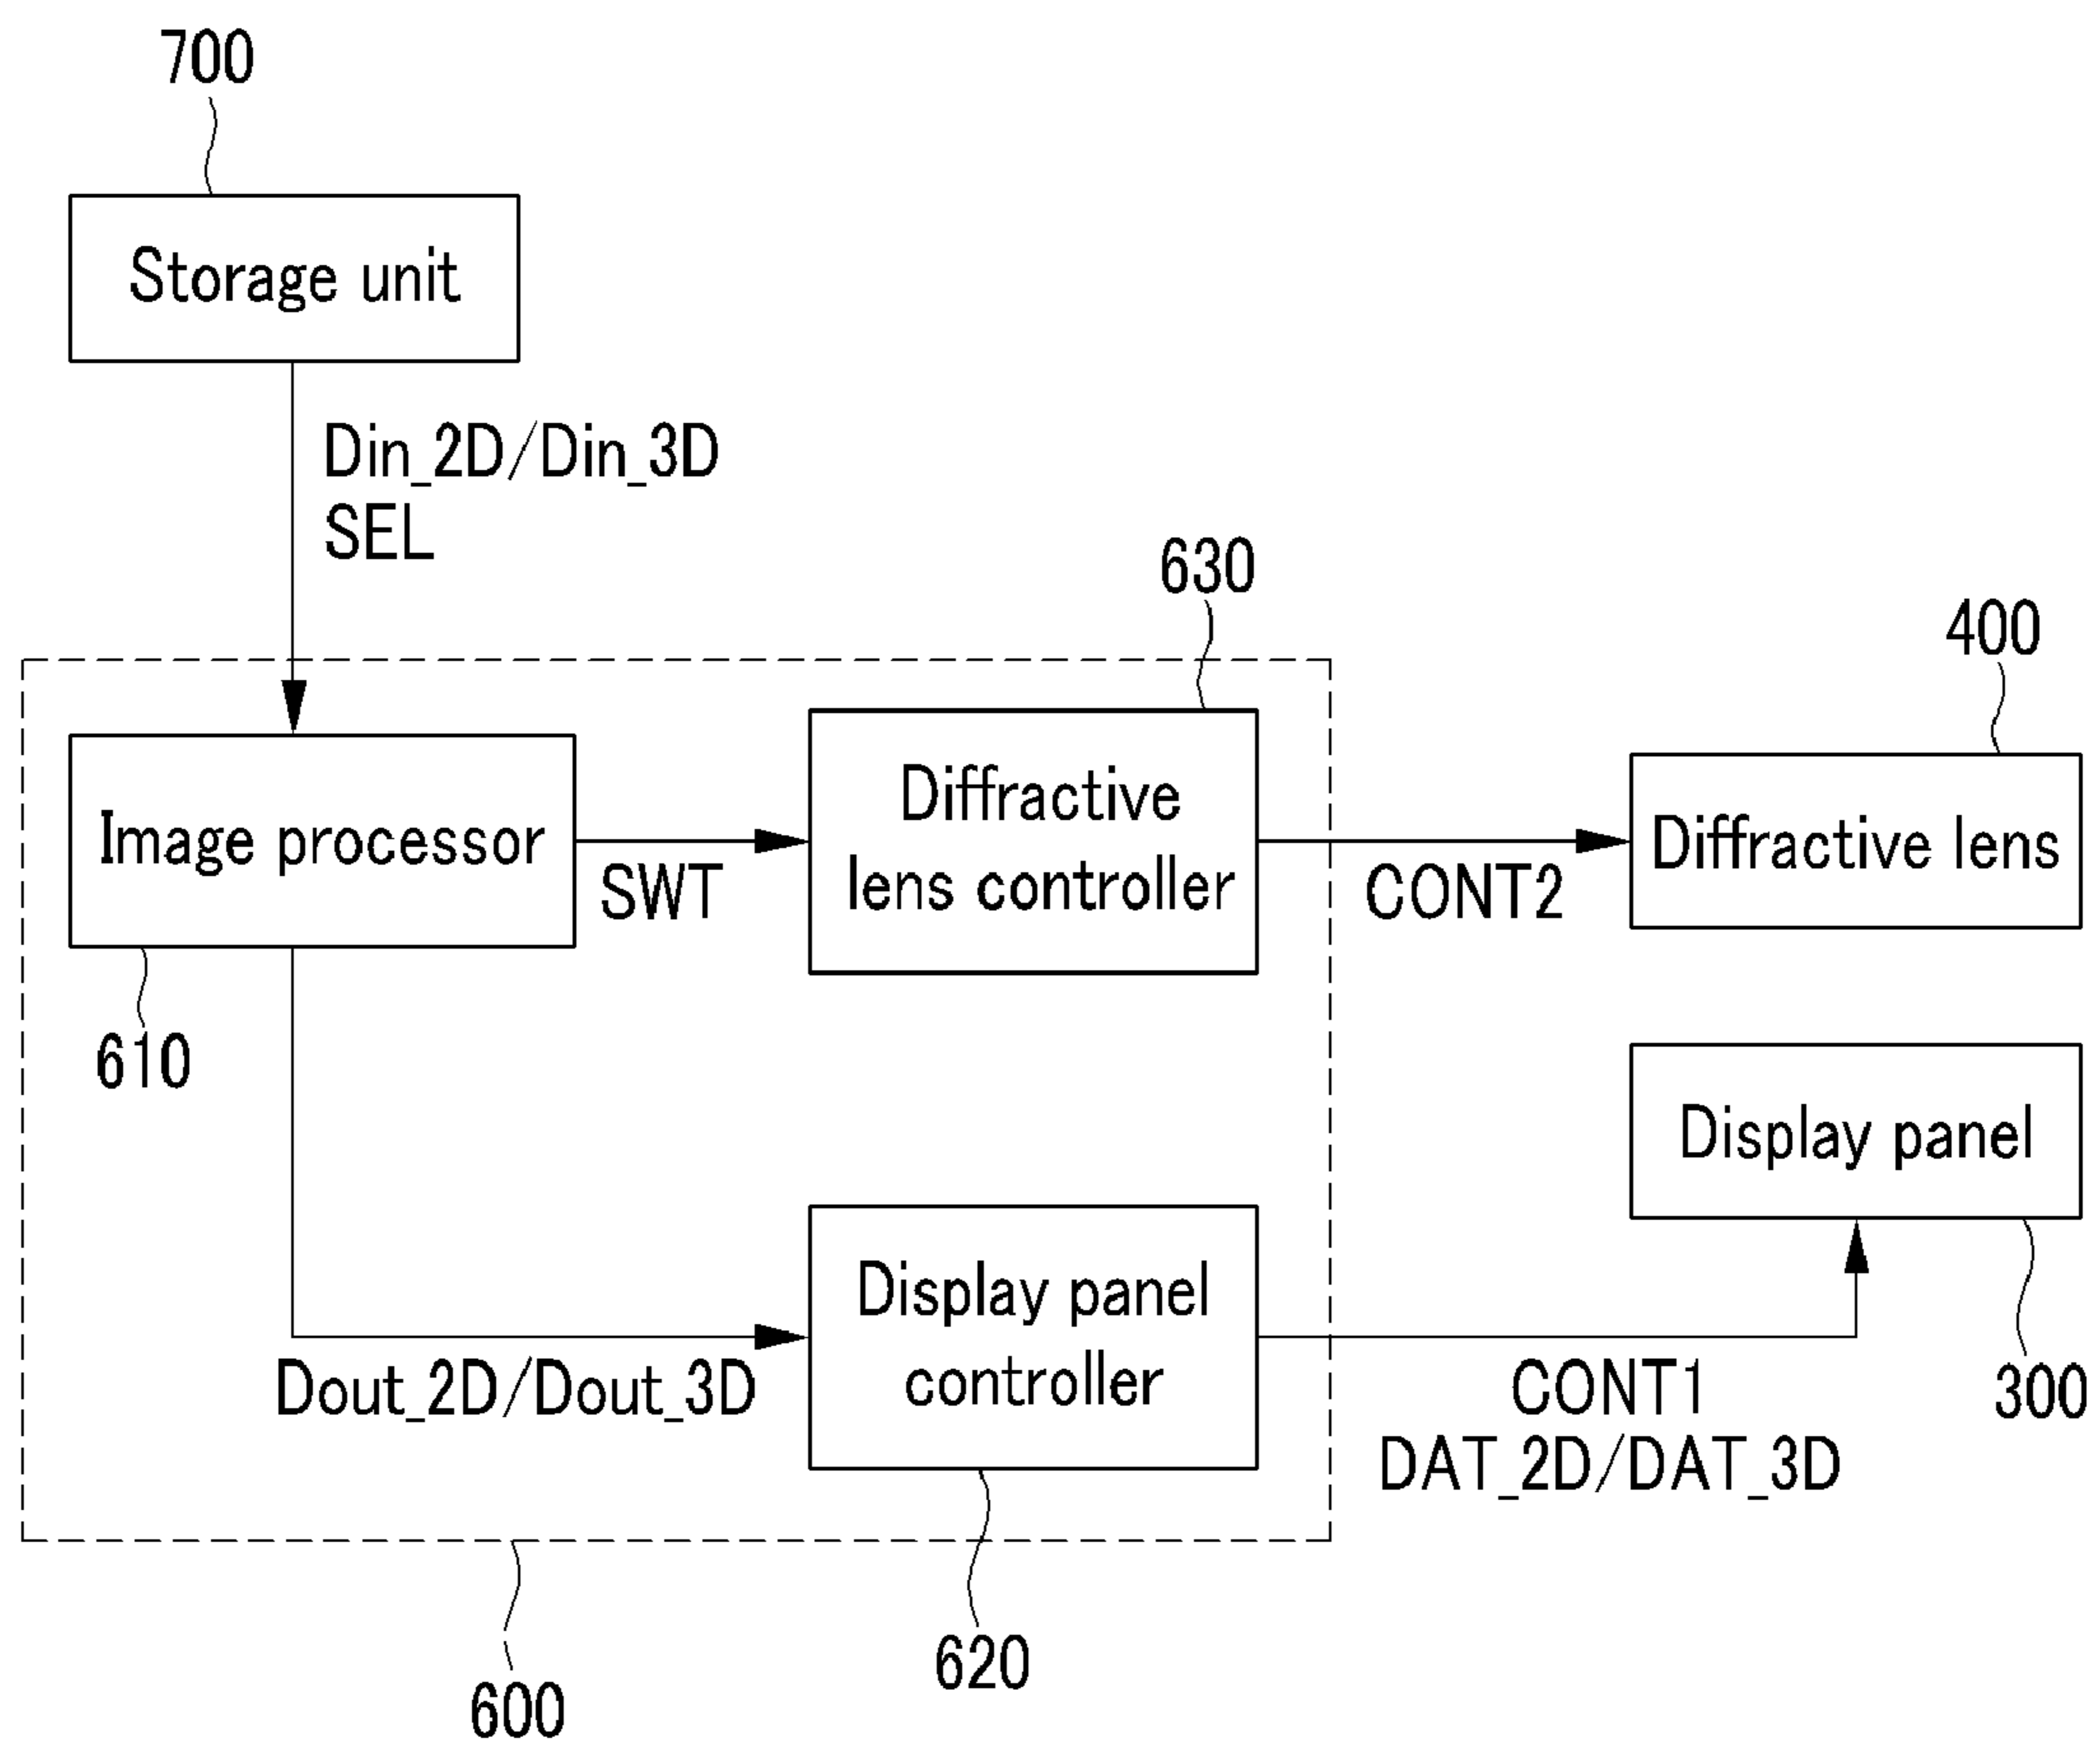 700
Storage unit
Din_2D/Din_3D
SEL
630
400
Image processor
SWT
Diffractive
lens controller
CONT2
Diffractive lens
610
Display panel
300
Display panel
controller
Dout_2D/Dout_3D
CONT1
DAT_2D/DAT_3D
620
600